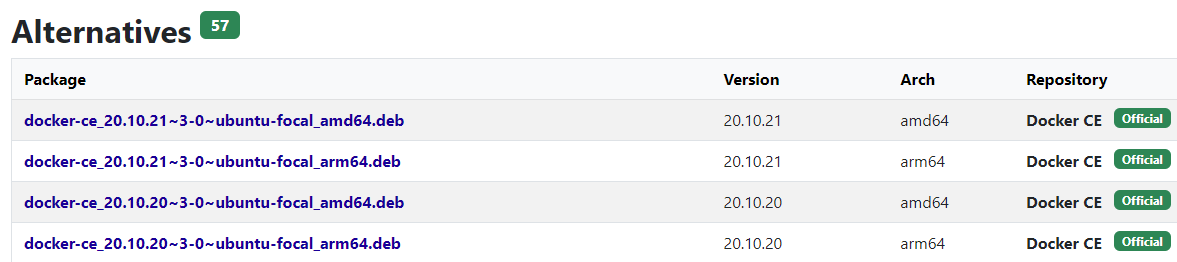 Alternatives 57
Package Version Arch Repository
docker-ce_20.10.21~3-0~ubuntu-focal_amd64.deb 20.10.21 amd64 Docker CE Official
docker-ce_20.10.21~3-0~ubuntu-focal_arm64.deb 20.10.21 arm64 Docker CE Official
docker-ce_20.10.20~3-0~ubuntu-focal_amd64.deb 20.10.20 amd64 Docker CE Official
docker-ce_20.10.20~3-0~ubuntu-focal_arm64.deb 20.10.20 arm64 Docker CE Official